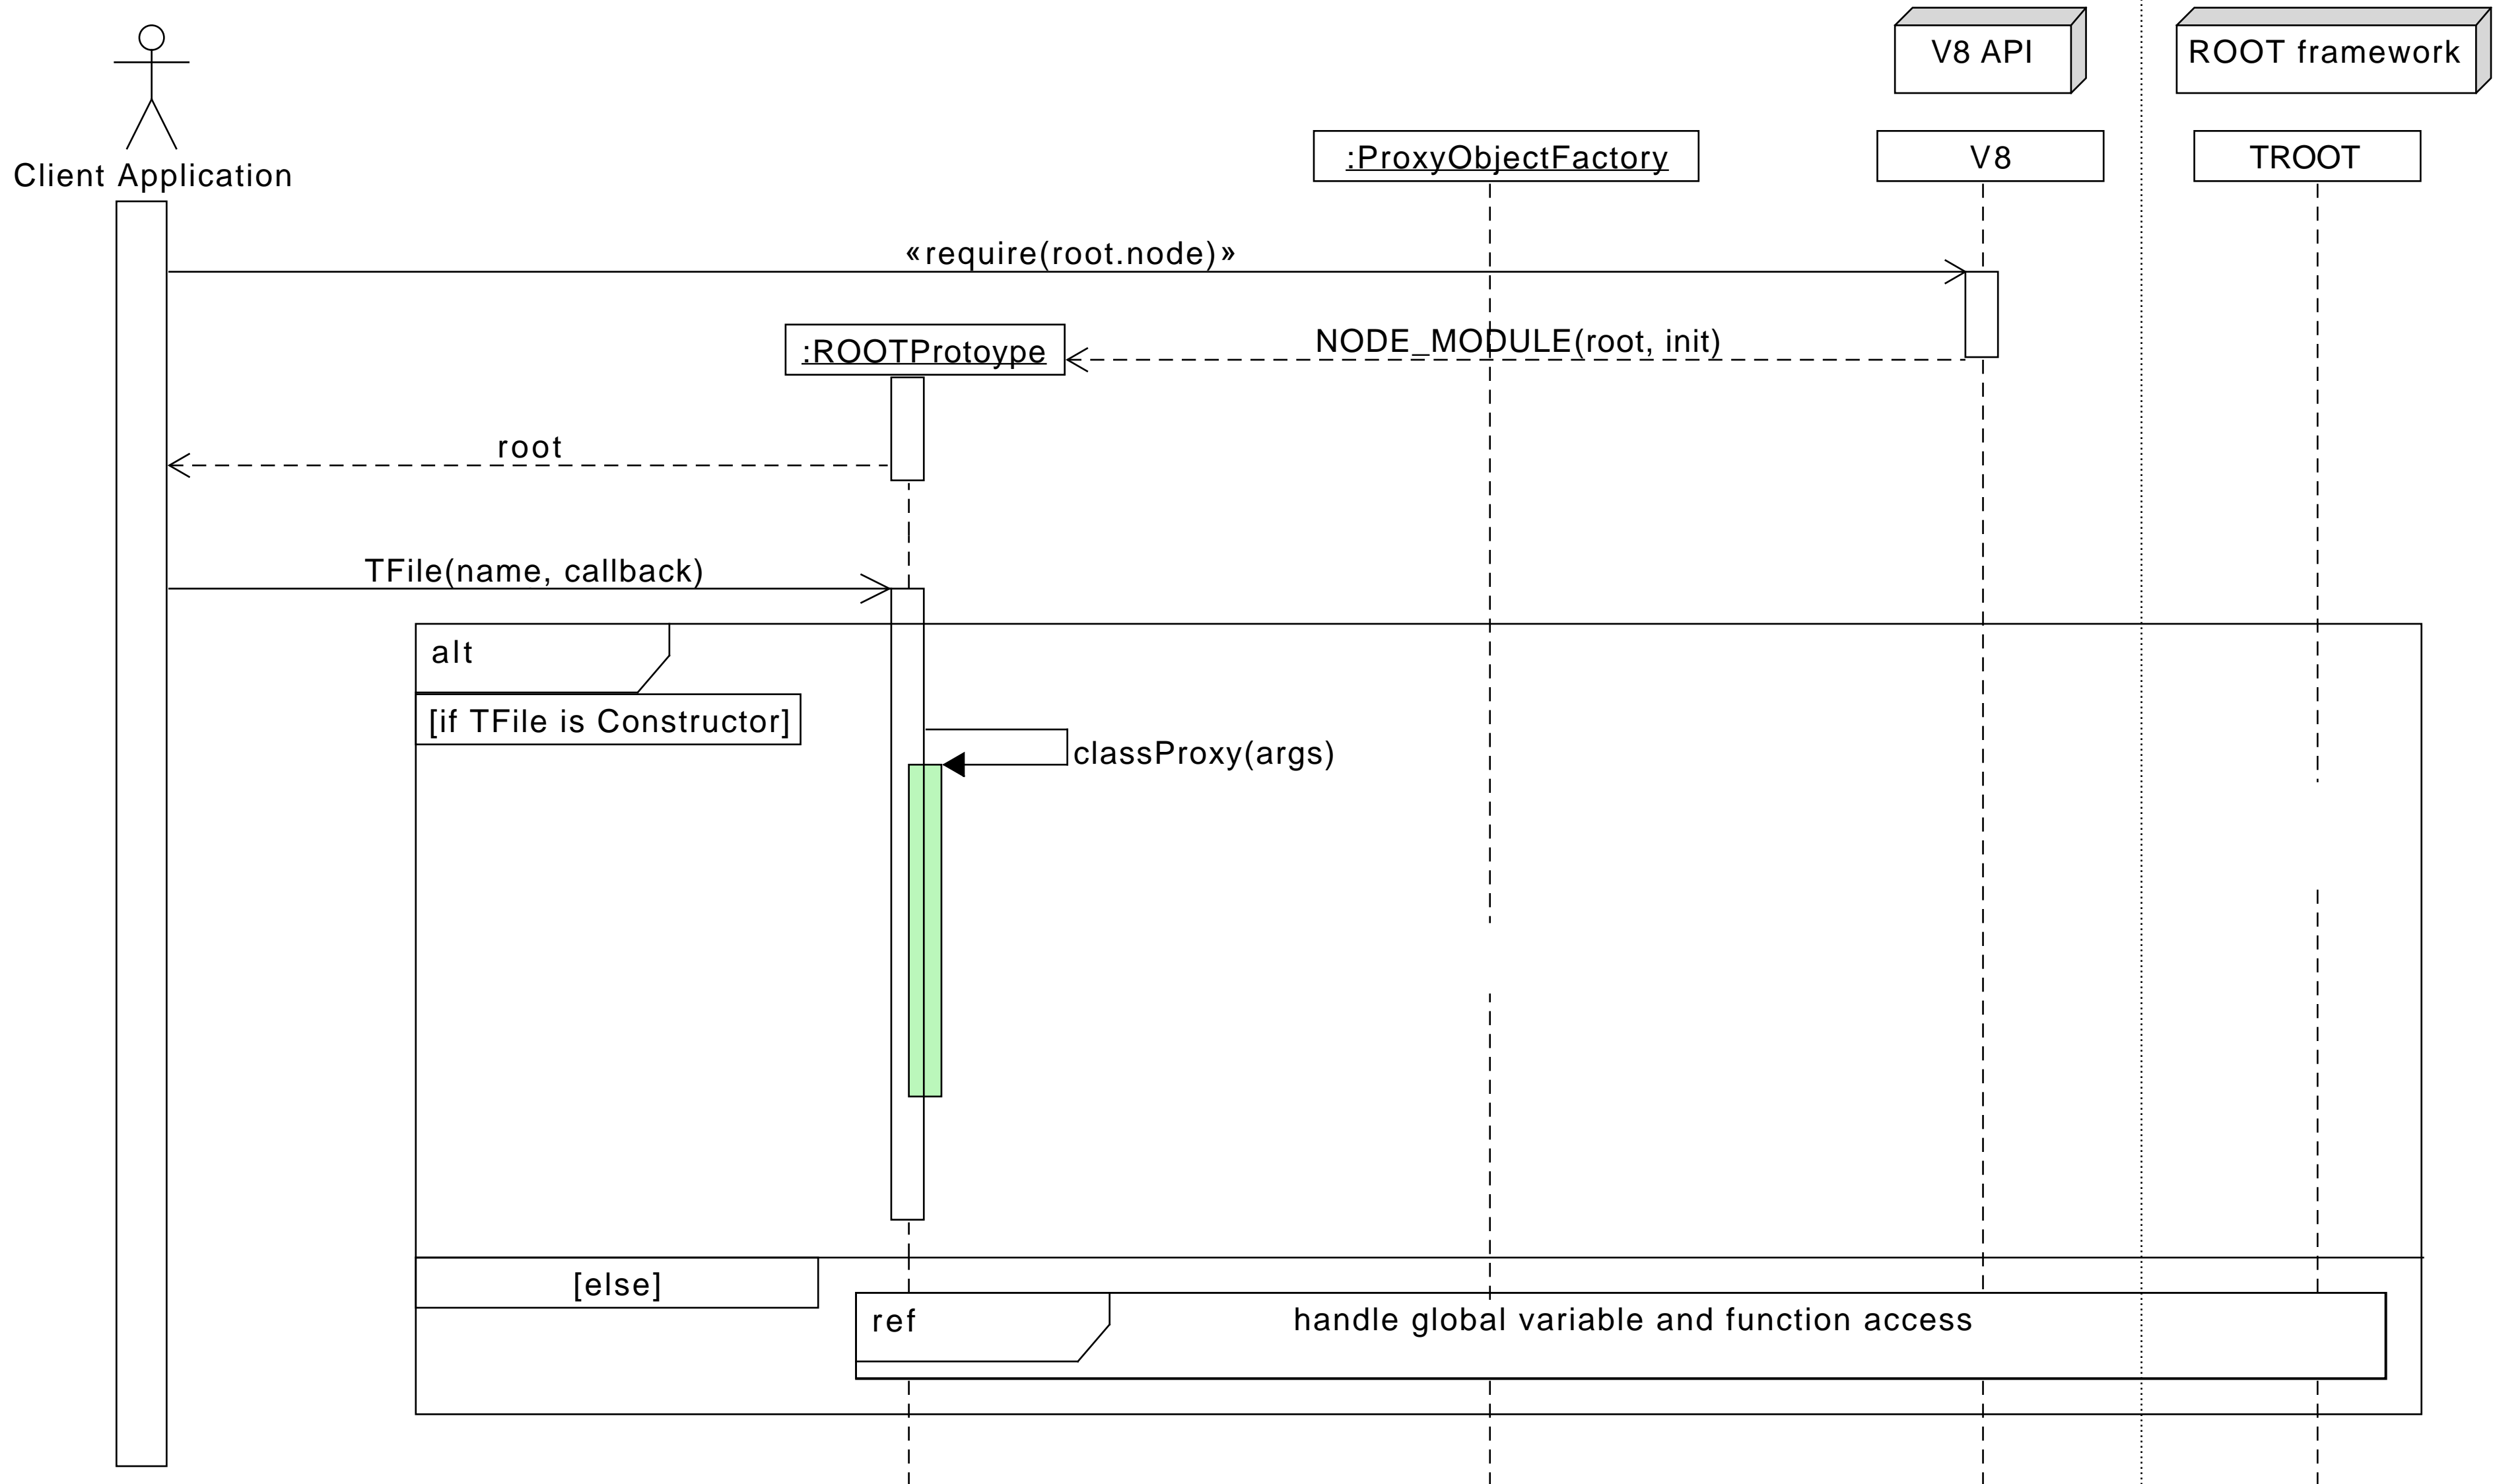 V8 API
ROOT framework
Client Application
:ProxyObjectFactory
V8
TROOT
«require(root.node)»
:ROOTProtoype
NODE_MODULE(root, init)
root
TFile(name, callback)
alt
[if TFile is Constructor]
classProxy(args)
[else]
ref
handle global variable and function access